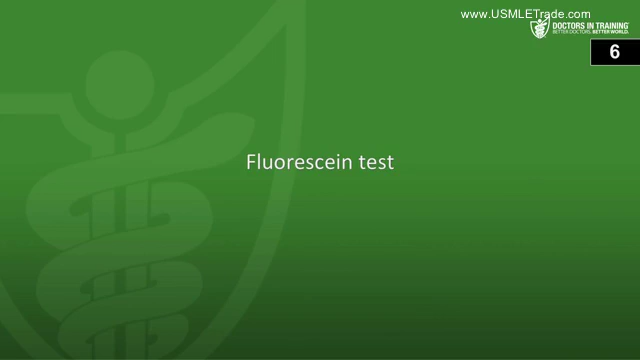 www.USMLETrade.com
DOCTORS IN TRAINING
BETTER DOCTORS. BETTER WORLD.
6
Fluorescein test